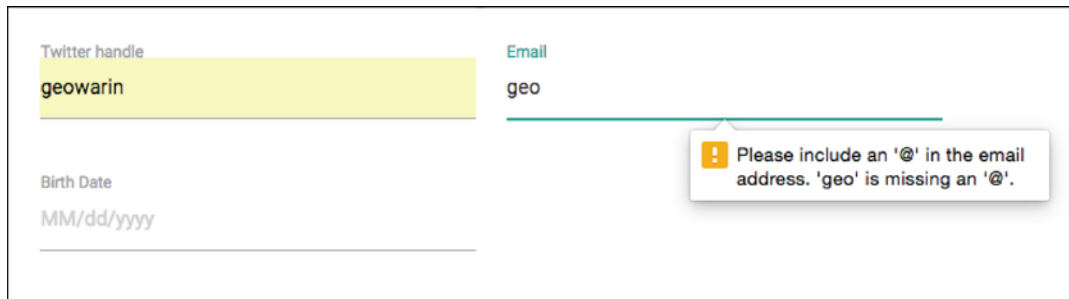 Twitter handle
Email
geowarin
geo
Please include an '@' in the email
address. 'geo' is missing an '@'.
Birth Date
MM/dd/yyyy